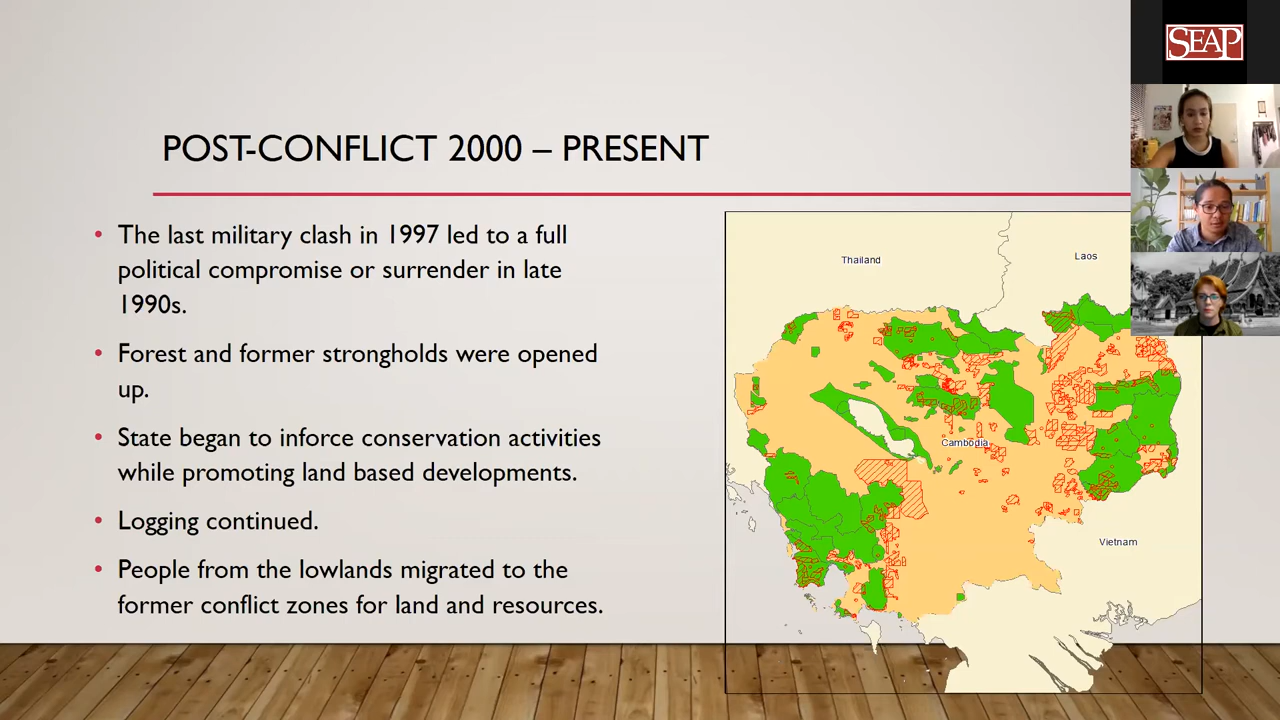 SEAP
POST-CONFLICT 2000 – PRESENT
• The last military clash in 1997 led to a full
political compromise or surrender in late
1990s.
• Forest and former strongholds were opened
up.
• State began to inforce conservation activities
while promoting land based developments.
• Logging continued.
• People from the lowlands migrated to the
former conflict zones for land and resources.
Thailand
Laos
Cambodia
Vietnam